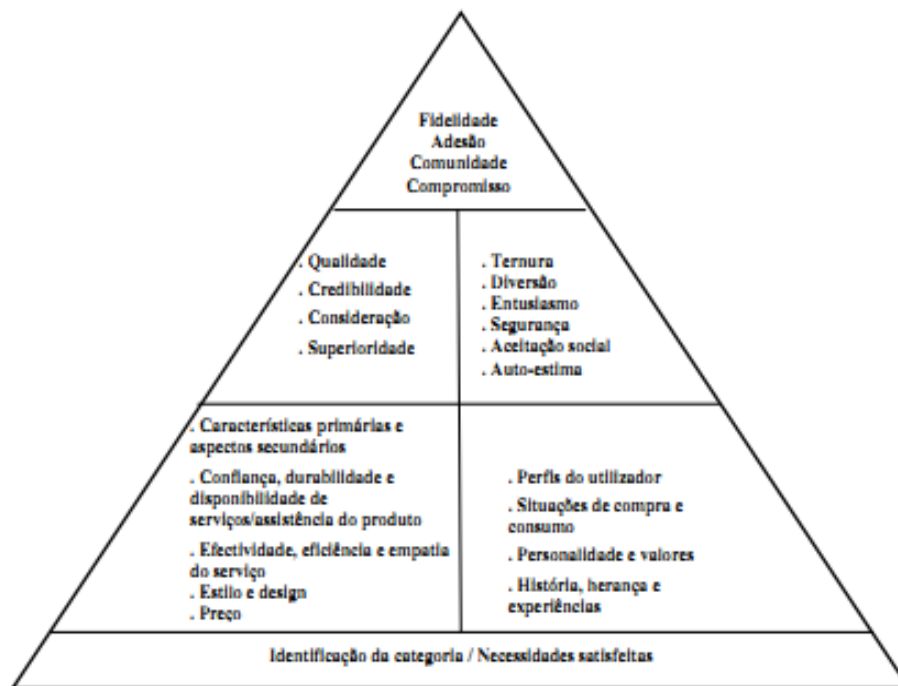 Fidelidade
Adesão
Comunidade
Compromisso
. Qualidade
. Credibilidade
. Consideração
. Superioridade
. Ternura
. Diversão
. Entusiasmo
. Segurança
. Aceitação social
. Auto-estima
. Características primárias e
aspectos secundários
. Confiança, durabilidade e
disponibilidade de
serviços/assistência do produto
. Efectividade, eficiência e empatia
do serviço
. Estilo e design
. Preço
. Perfis do utilizador
. Situações de compra e
consumo
. Personalidade e valores
. História, herança e
experiências
Identificação da categoria / Necessidades satisfeitas